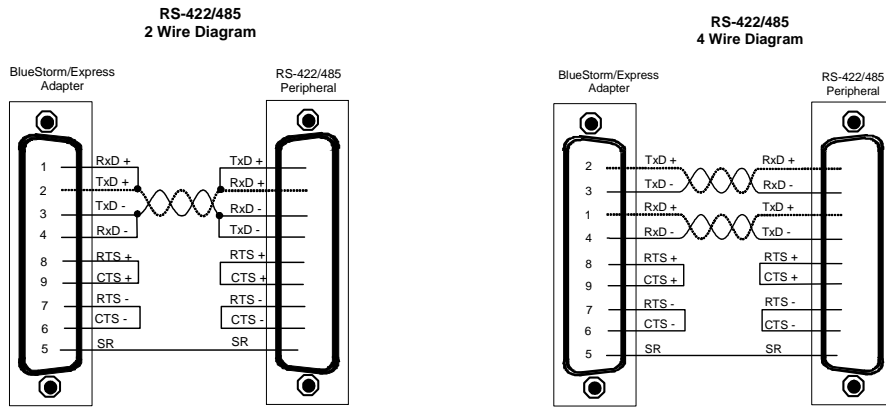 RS-422/485
2 Wire Diagram
BlueStorm/Express
Adapter
RS-422/485
Peripheral
1 RxD + TxD +
2 TxD + RxD +
3 TxD - RxD -
4 RxD - TxD -
8 RTS + RTS +
9 CTS + CTS +
7 RTS - RTS -
6 CTS - CTS -
5 SR SR
RS-422/485
4 Wire Diagram
BlueStorm/Express
Adapter
RS-422/485
Peripheral
2 TxD + RxD +
3 TxD - RxD -
1 RxD + TxD +
4 RxD - TxD -
8 RTS + RTS +
9 CTS + CTS +
7 RTS - RTS -
6 CTS - CTS -
5 SR SR